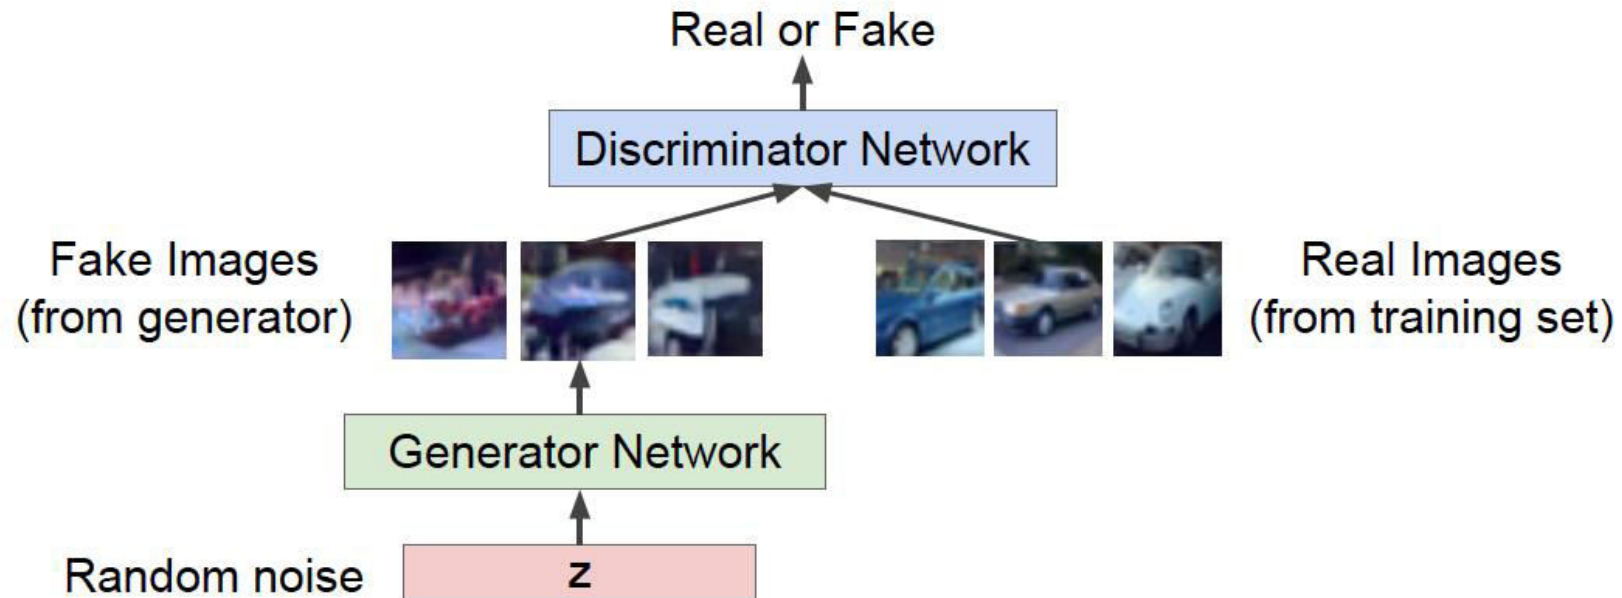 Real or Fake
Discriminator Network
Fake Images
(from generator)
Real Images
(from training set)
Generator Network
Random noise
z